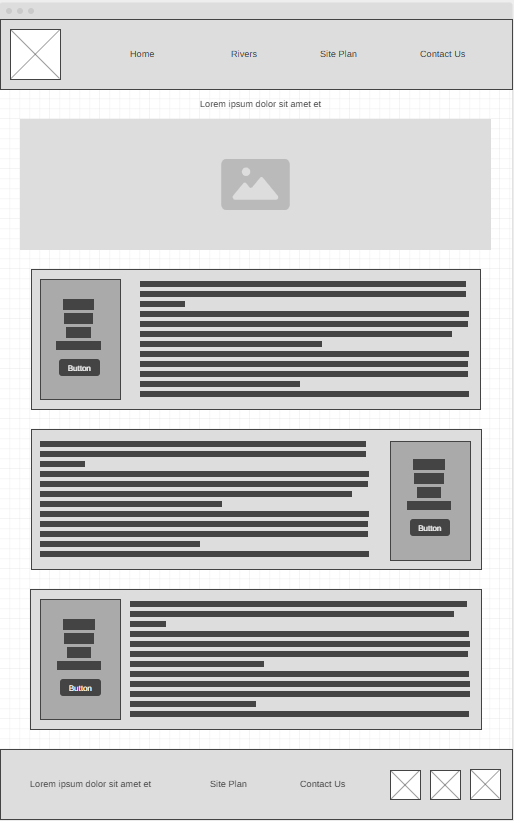 Home Rivers Site Plan Contact Us
Lorem ipsum dolor sit amet et
Button
Button
Button
Lorem ipsum dolor sit amet et Site Plan Contact Us